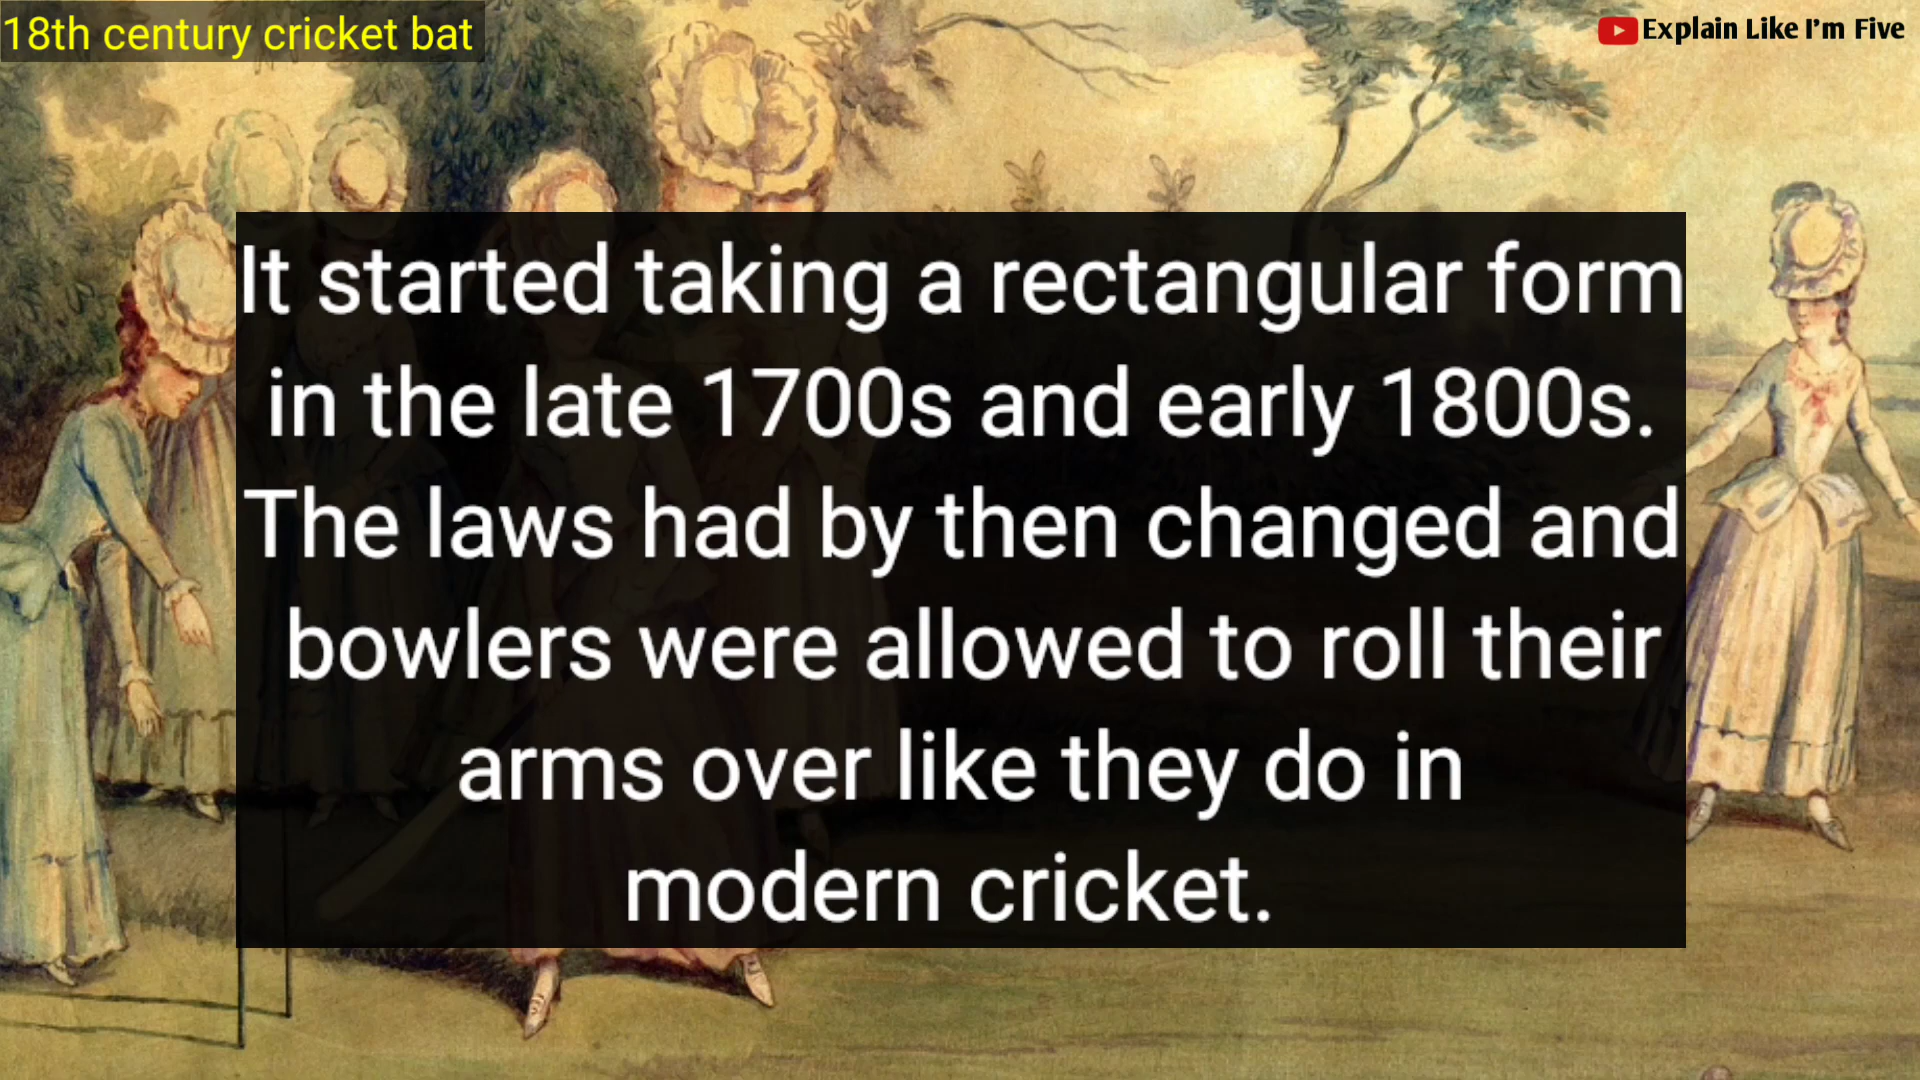 18th century cricket bat
Explain Like I'm Five
It started taking a rectangular form
in the late 1700s and early 1800s.
The laws had by then changed and
bowlers were allowed to roll their
arms over like they do in
modern cricket.